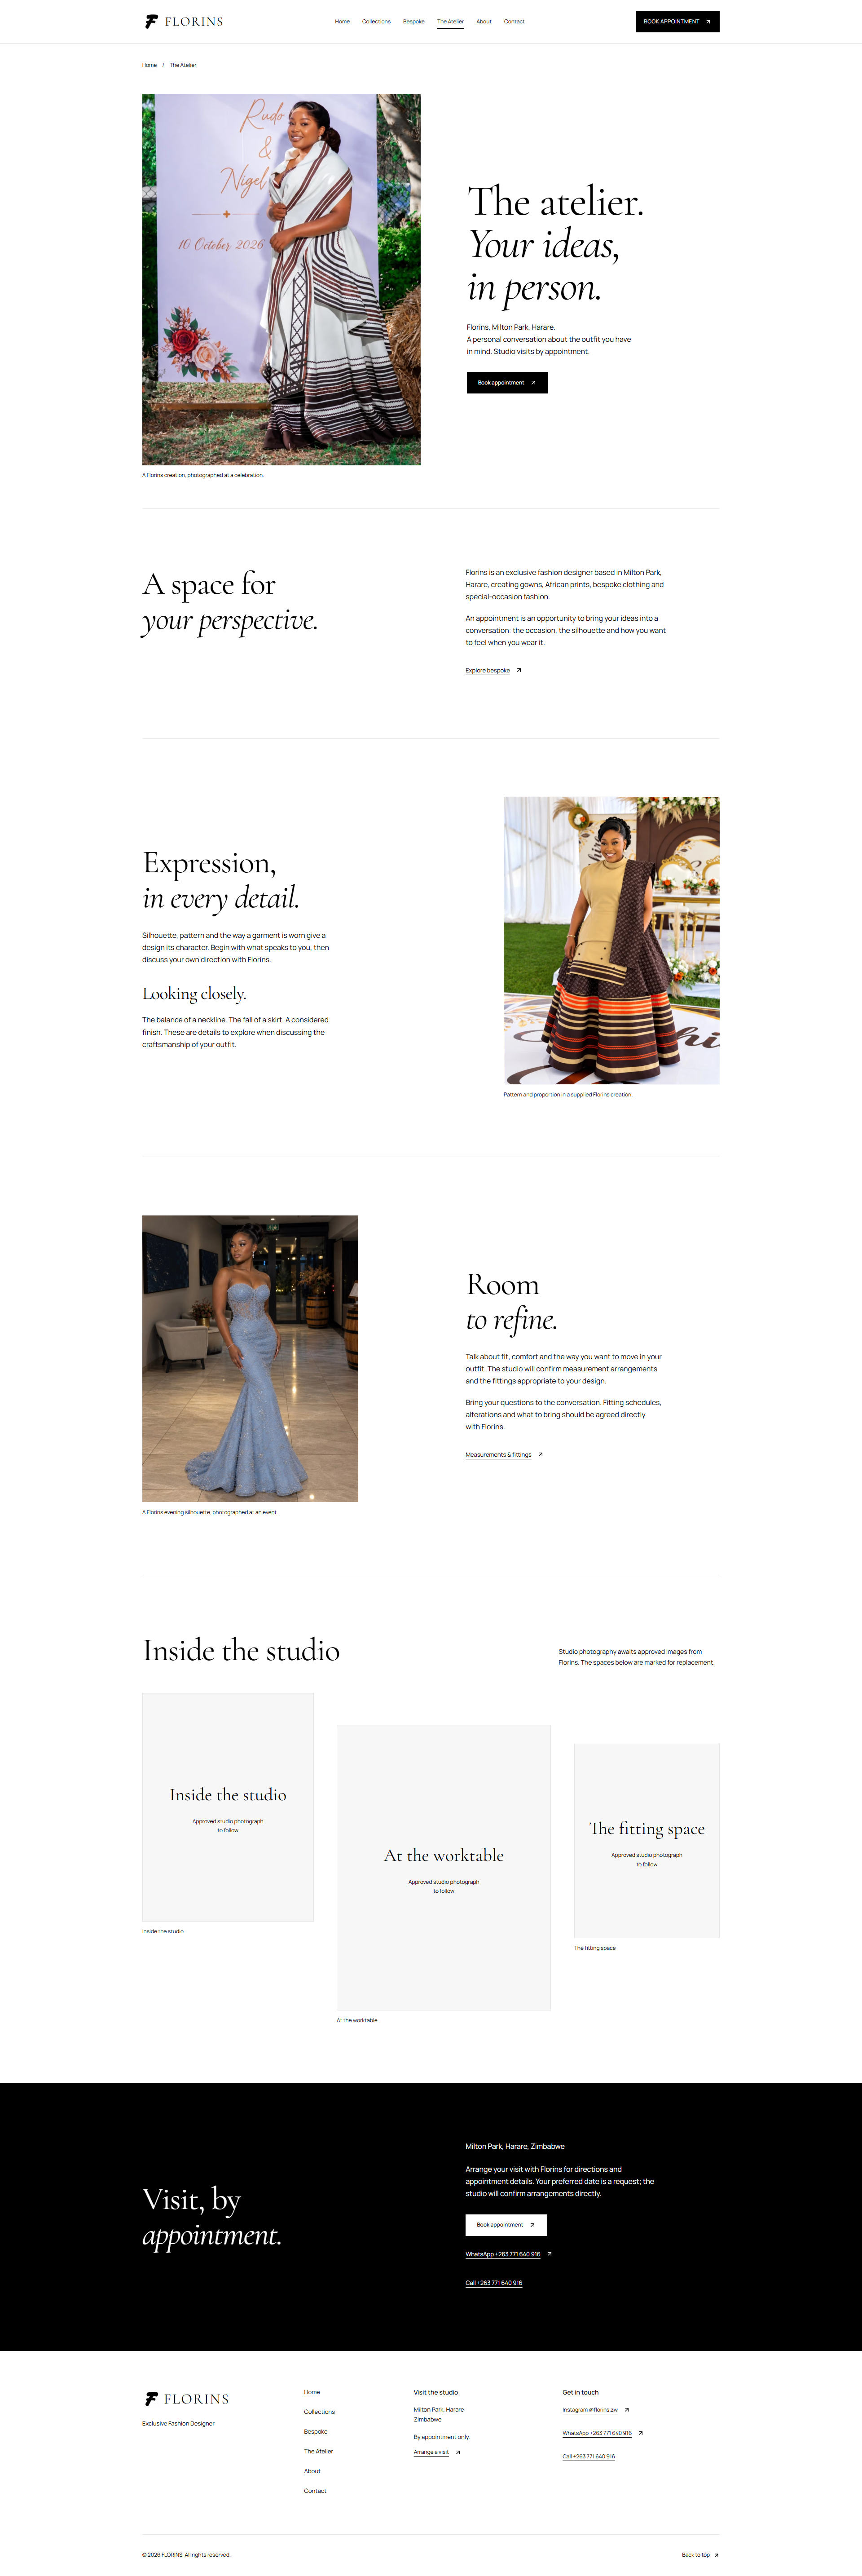 FLORINS
Home
Collections
Bespoke
The Atelier
About
Contact
BOOK APPOINTMENT
Home / The Atelier
Rudo
&
Nigel
10 October 2026
A Florins creation, photographed at a celebration.
The atelier.
Your ideas,
in person.
Florins, Milton Park, Harare.
A personal conversation about the outfit you have
in mind. Studio visits by appointment.
Book appointment
A space for
your perspective.
Florins is an exclusive fashion designer based in Milton Park,
Harare, creating gowns, African prints, bespoke clothing and
special-occasion fashion.
An appointment is an opportunity to bring your ideas into a
conversation: the occasion, the silhouette and how you want
to feel when you wear it.
Explore bespoke
Expression,
in every detail.
Silhouette, pattern and the way a garment is worn give a
design its character. Begin with what speaks to you, then
discuss your own direction with Florins.
Looking closely.
The balance of a neckline. The fall of a skirt. A considered
finish. These are details to explore when discussing the
craftsmanship of your outfit.
Pattern and proportion in a supplied Florins creation.
A Florins evening silhouette, photographed at an event.
Room
to refine.
Talk about fit, comfort and the way you want to move in your
outfit. The studio will confirm measurement arrangements
and the fittings appropriate to your design.
Bring your questions to the conversation. Fitting schedules,
alterations and what to bring should be agreed directly
with Florins.
Measurements & fittings
Inside the studio
Studio photography awaits approved images from
Florins. The spaces below are marked for replacement.
Inside the studio
Approved studio photograph
to follow
Inside the studio
At the worktable
Approved studio photograph
to follow
At the worktable
The fitting space
Approved studio photograph
to follow
The fitting space
Visit, by
appointment.
Milton Park, Harare, Zimbabwe
Arrange your visit with Florins for directions and
appointment details. Your preferred date is a request; the
studio will confirm arrangements directly.
Book appointment
WhatsApp +263 771 640 916
Call +263 771 640 916
FLORINS
Exclusive Fashion Designer
Home
Collections
Bespoke
The Atelier
About
Contact
Visit the studio
Milton Park, Harare
Zimbabwe
By appointment only.
Arrange a visit
Get in touch
Instagram @florins.zw
WhatsApp +263 771 640 916
Call +263 771 640 916
© 2026 FLORINS. All rights reserved.
Back to top